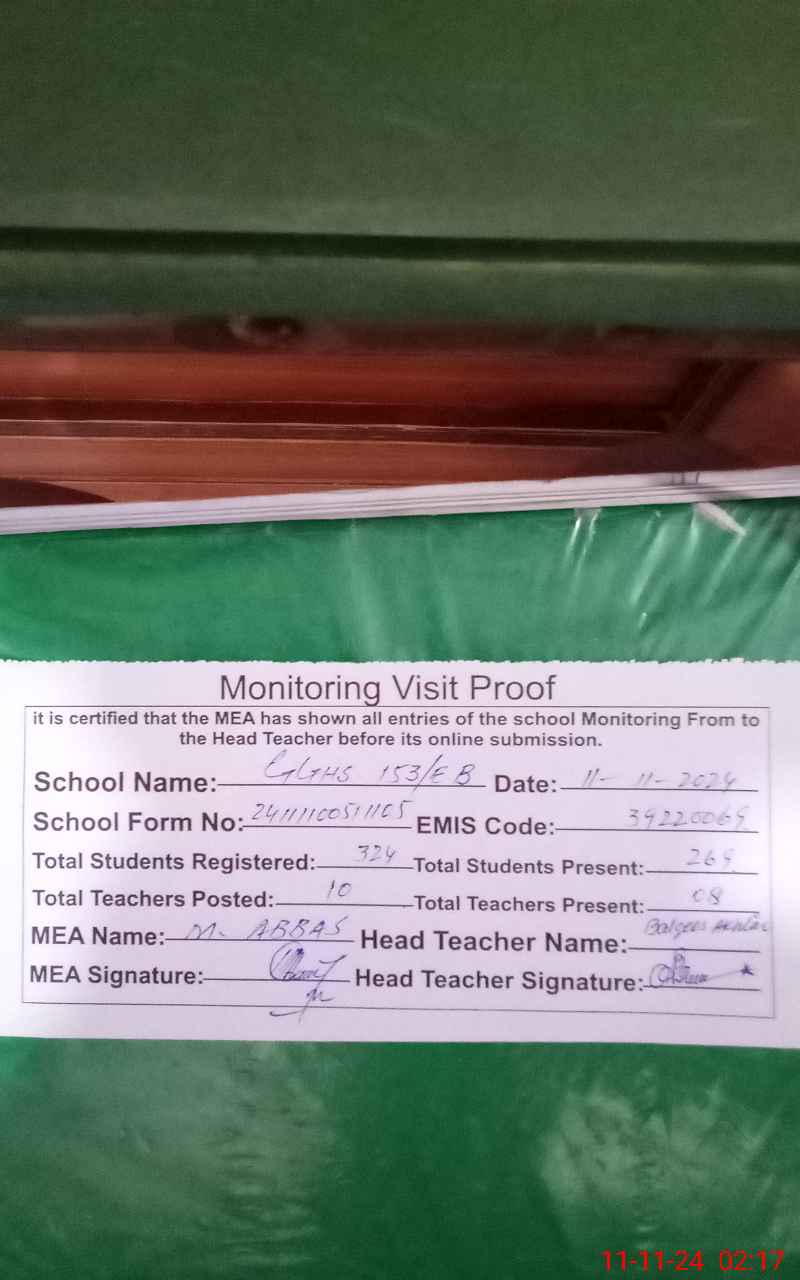 Monitoring Visit Proof
it is certified that the MEA has shown all entries of the school Monitoring From to
the Head Teacher before its online submission.
School Name: GGHS 153/EB Date: 11-11-2024
School Form No: 24111100511105 EMIS Code: 39220069
Total Students Registered: 324 Total Students Present: 269
Total Teachers Posted: 10 Total Teachers Present: 08
MEA Name: M. ABBAS Head Teacher Name:
MEA Signature: Head Teacher Signature:
11-11-24 02:17